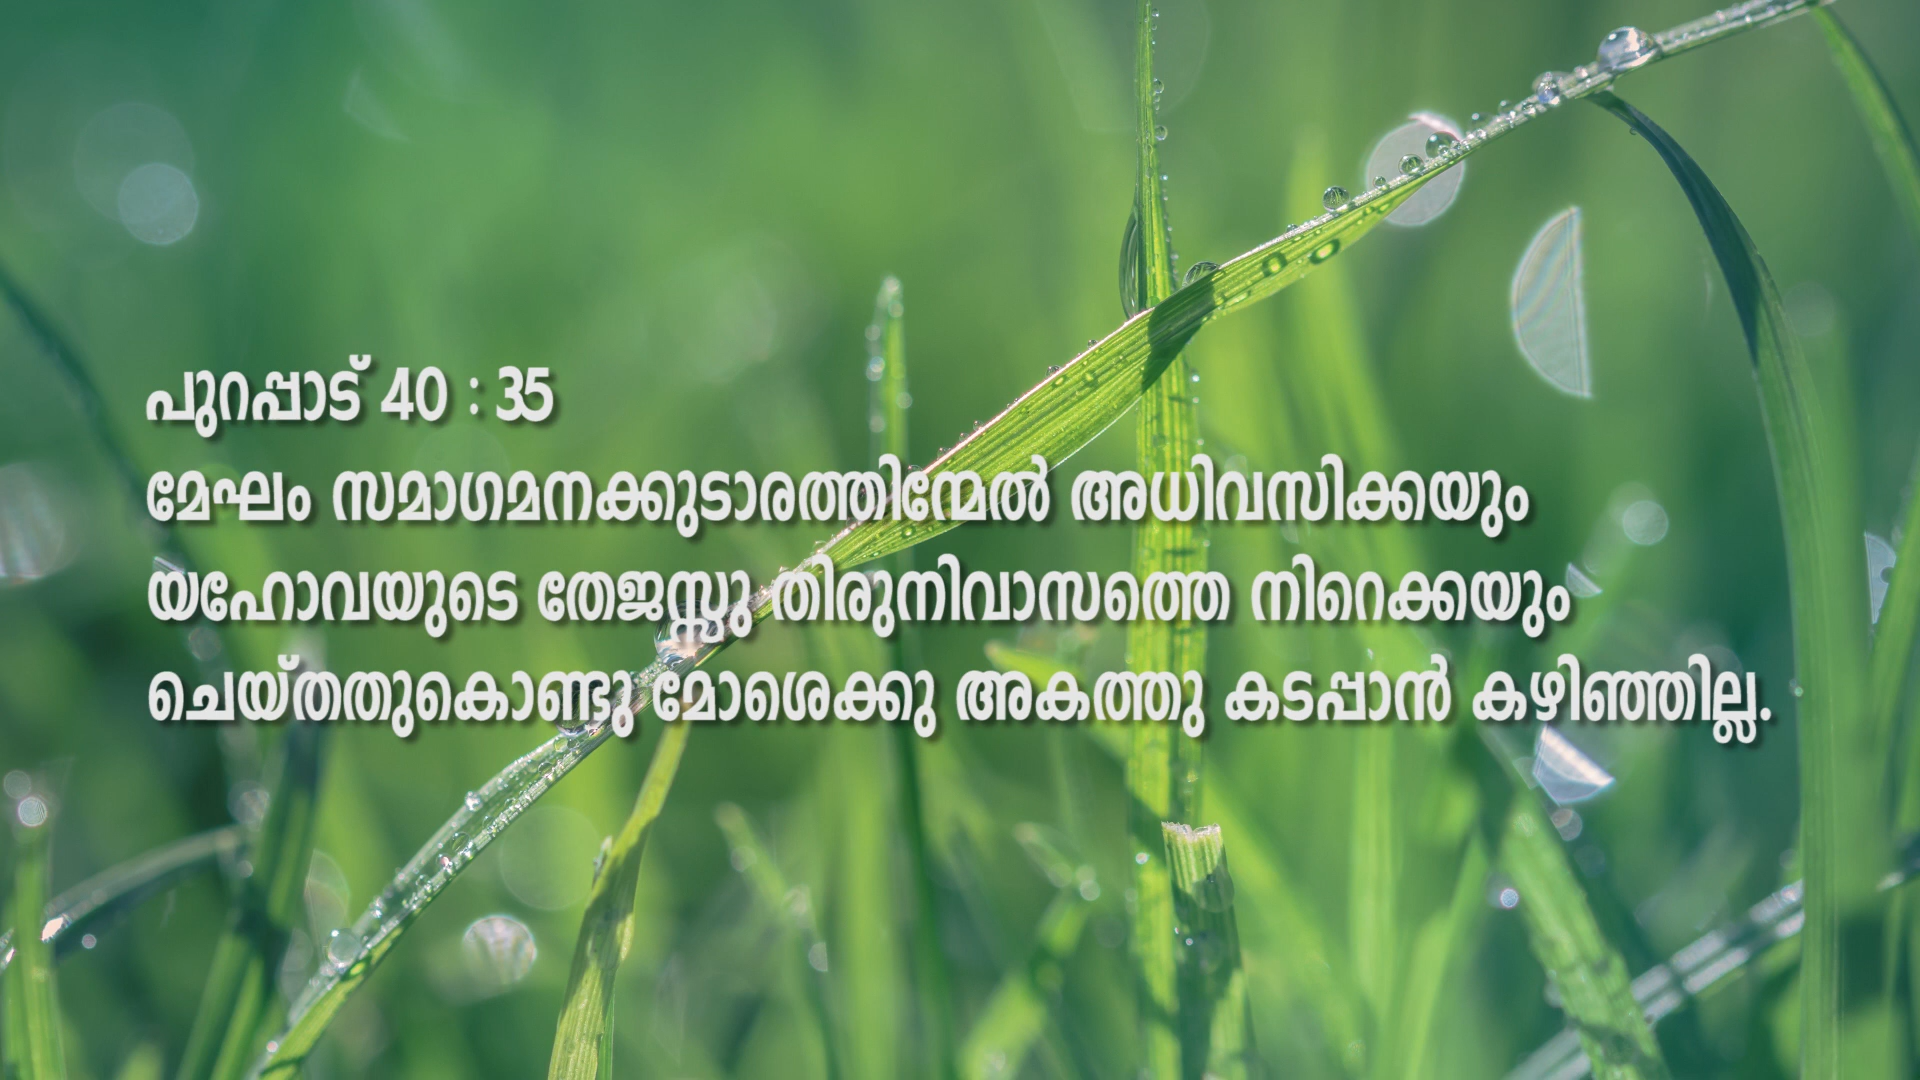 പുറപ്പാട് 40 : 35
മേഘം സമാഗമനക്കുടാരത്തിന്മേൽ അധിവസിക്കയും
യഹോവയുടെ തേജസ്സു തിരുനിവാസത്തെ നിറെക്കയും
ചെയ്തതുകൊണ്ടു മോശെക്കു അകത്തു കടപ്പാൻ കഴിഞ്ഞില്ല.